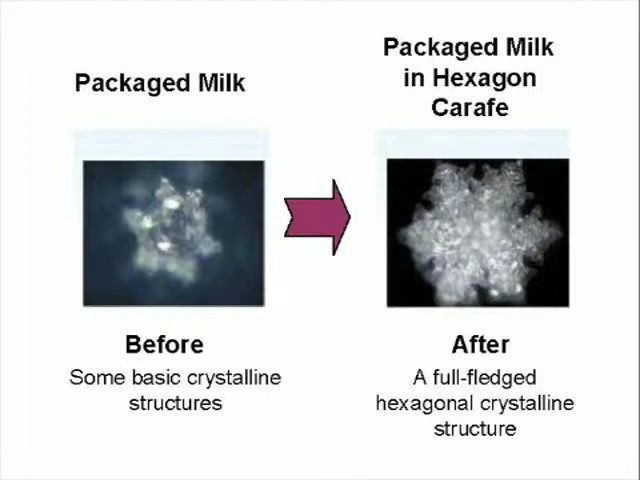 Packaged Milk
Before
Some basic crystalline
structures
Packaged Milk
in Hexagon
Carafe
After
A full-fledged
hexagonal crystalline
structure